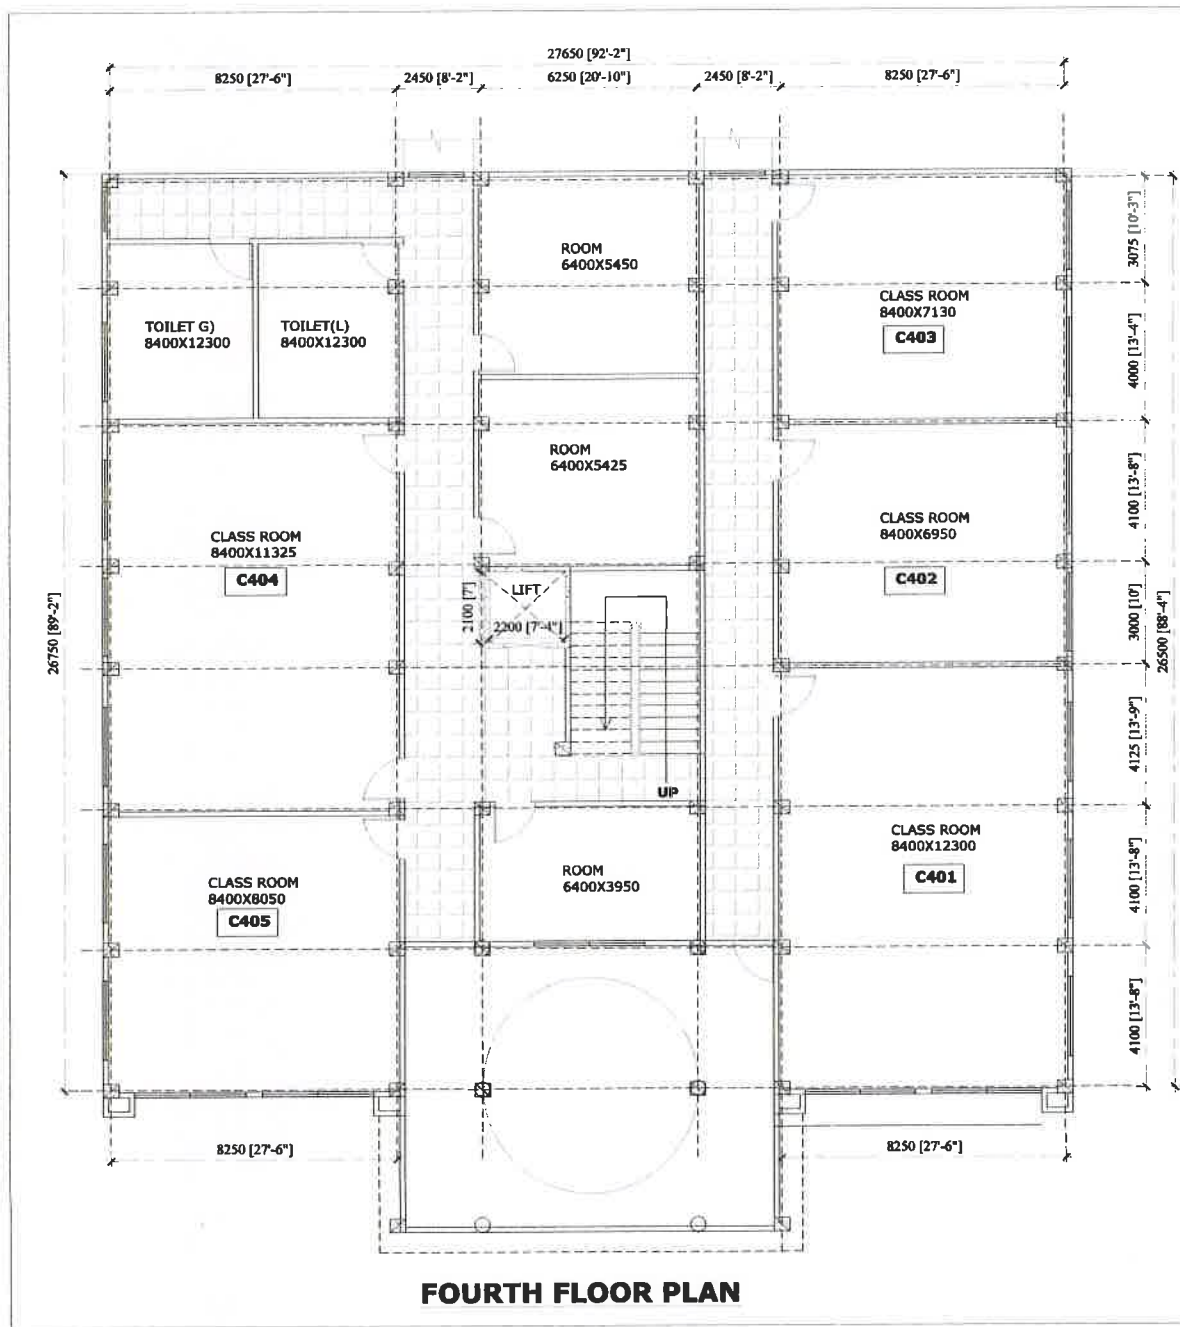 27650 [92'-2"]
8250 [27'-6"]
2450 [8'-2"]
6250 [20'-10"]
2450 [8'-2"]
8250 [27'-6"]
3075 [10'-3"]
ROOM
6400X5450
CLASS ROOM
8400X7130
C403
TOILET G)
8400X12300
TOILET(L)
8400X12300
4000 [13'-4"]
ROOM
6400X5425
4100 [13'-8"]
CLASS ROOM
8400X11325
C404
CLASS ROOM
8400X6950
C402
LIFT
2100 [7']
2200 [7'-4"]
3000 [10']
26750 [89'-2"]
26500 [88'-4"]
4125 [13'-9"]
UP
CLASS ROOM
8400X12300
C401
ROOM
6400X3950
CLASS ROOM
8400X8050
C405
4100 [13'-8"]
4100 [13'-8"]
8250 [27'-6"]
8250 [27'-6"]
FOURTH FLOOR PLAN